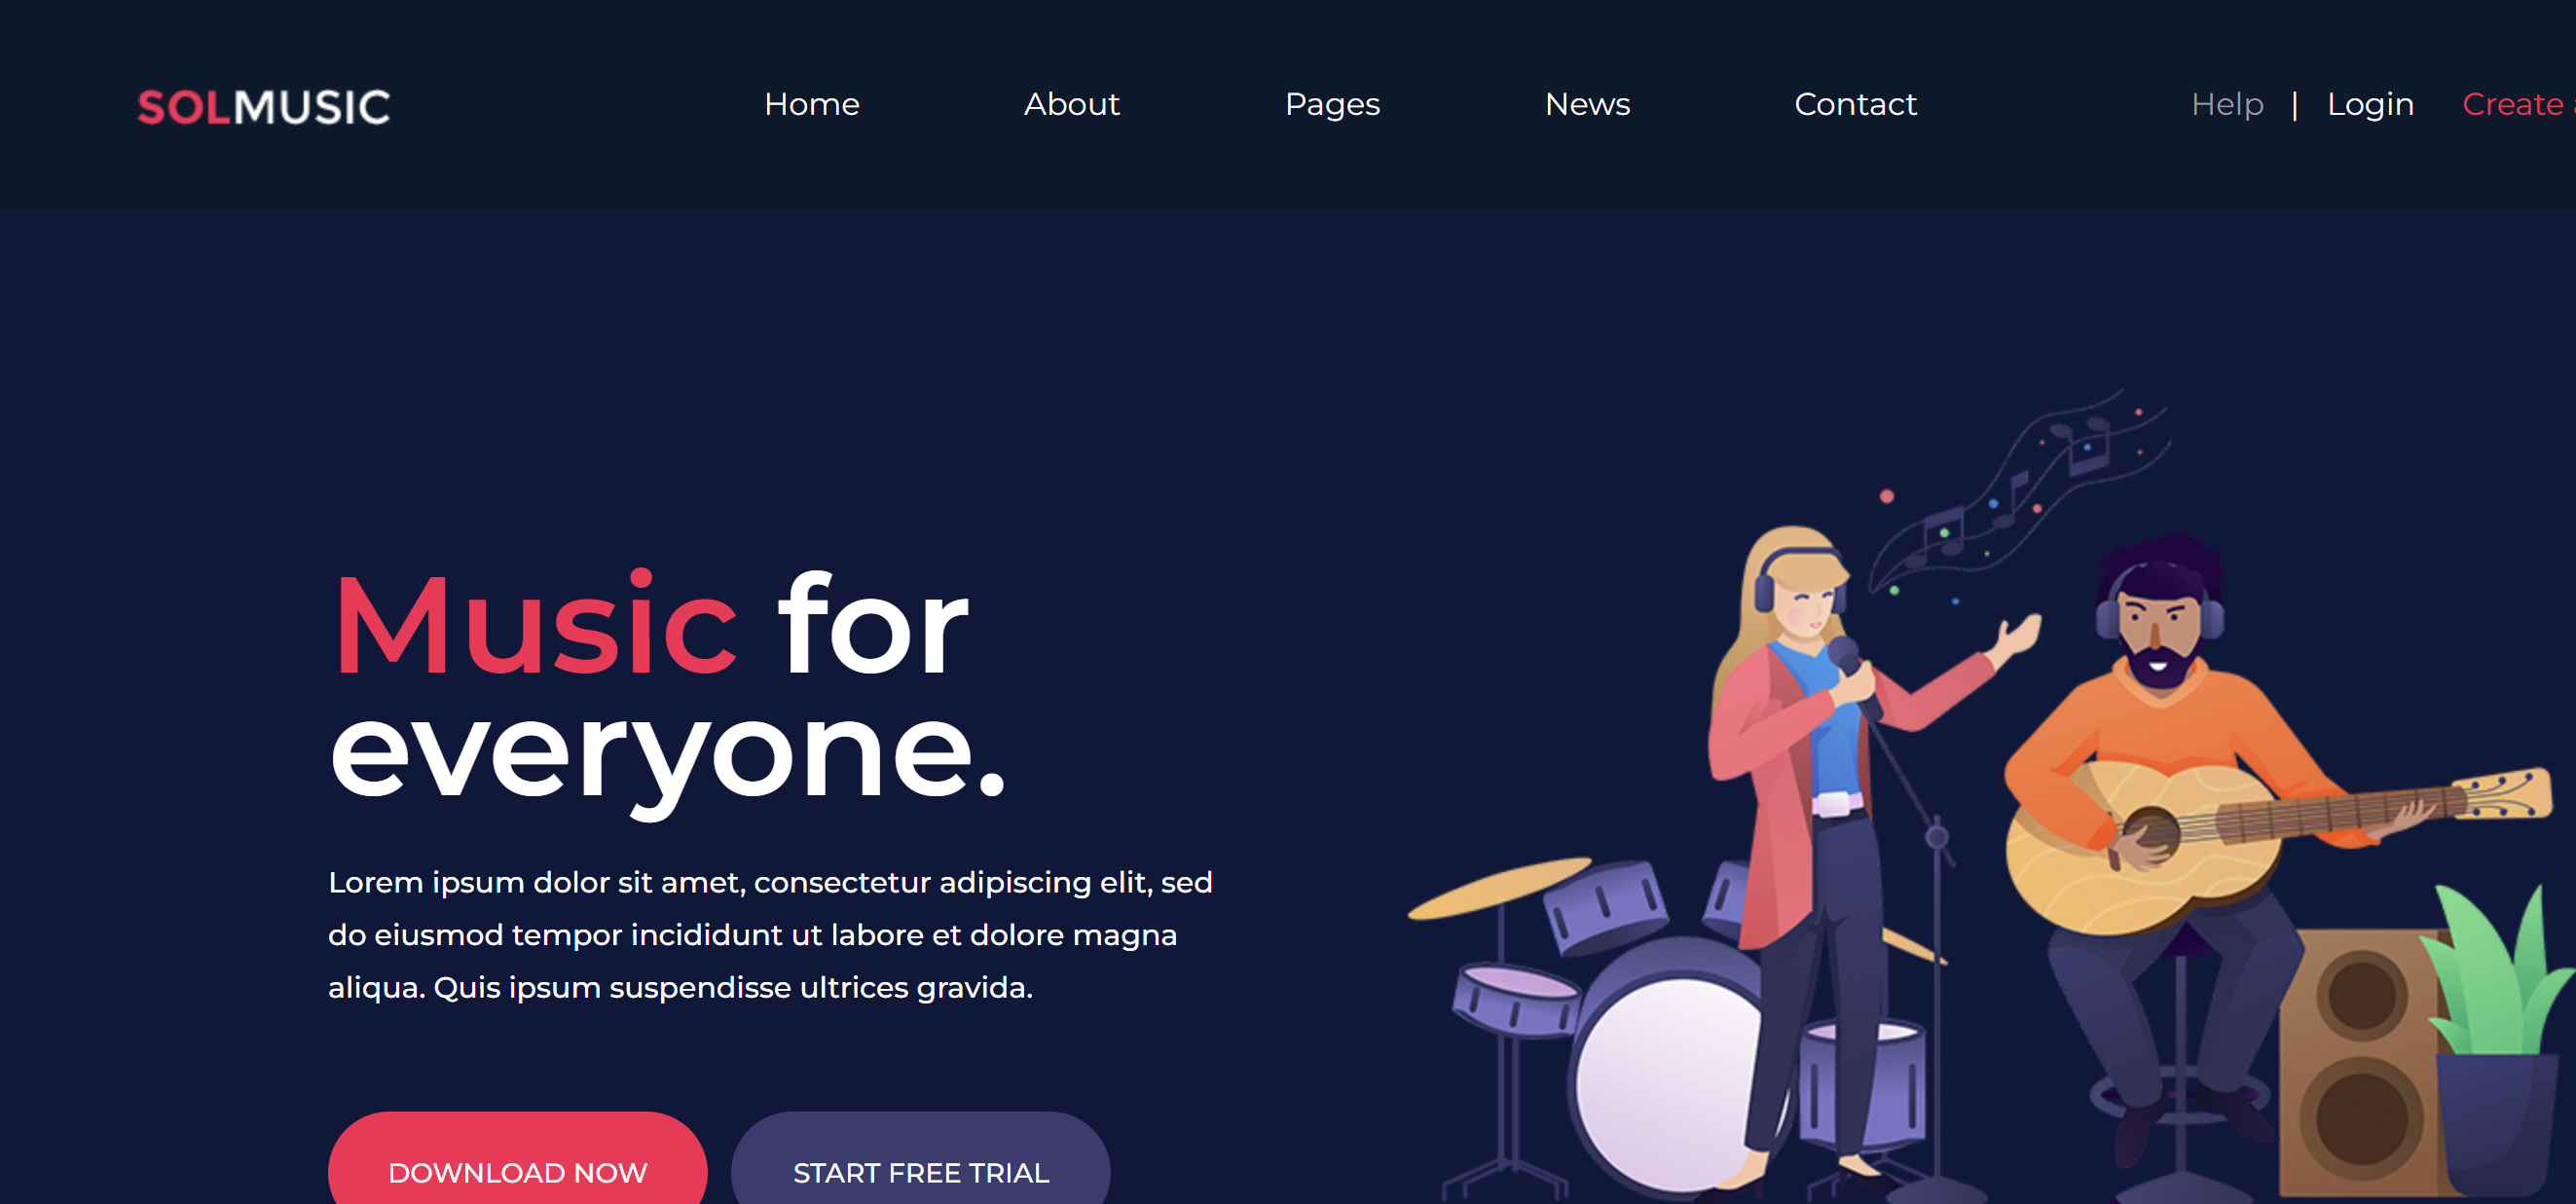 SOLMUSIC
Home About Pages News Contact Help | Login Create
Music for
everyone.
Lorem ipsum dolor sit amet, consectetur adipiscing elit, sed
do eiusmod tempor incididunt ut labore et dolore magna
aliqua. Quis ipsum suspendisse ultrices gravida.
DOWNLOAD NOW START FREE TRIAL